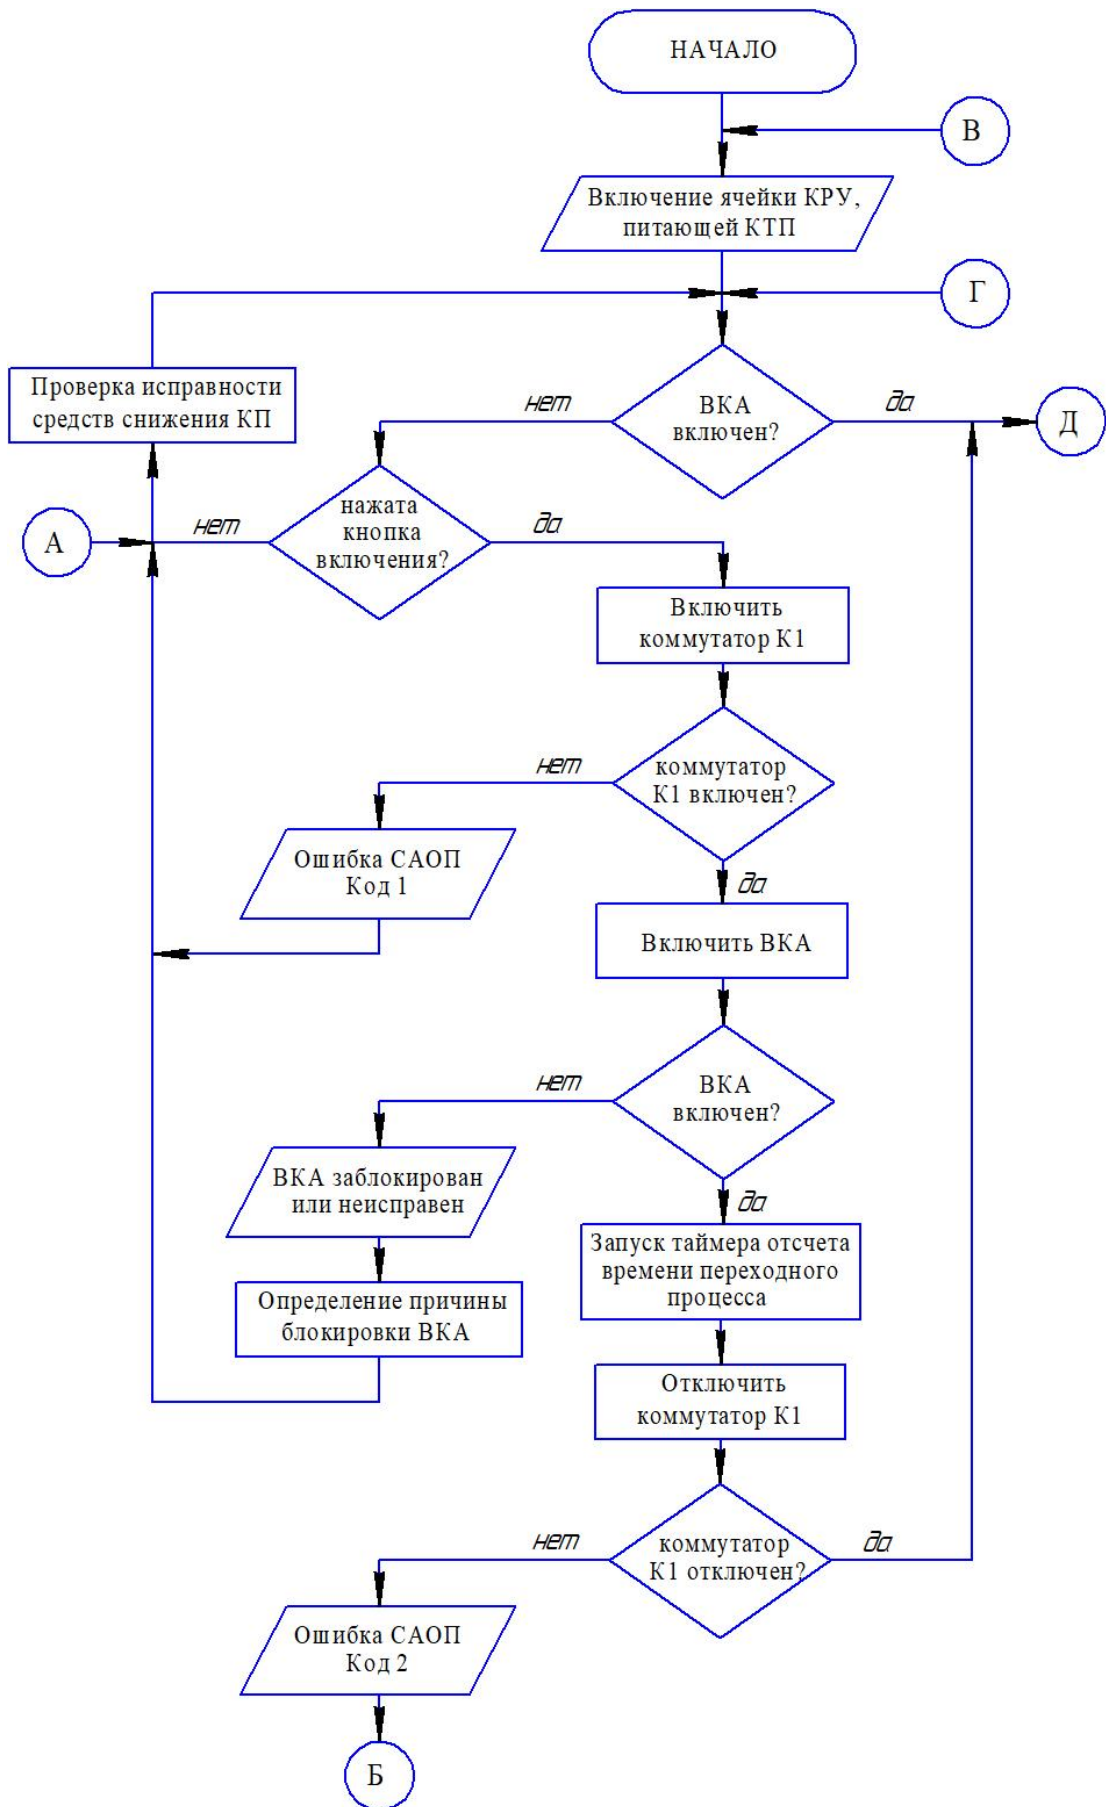 НАЧАЛО
В
Включение ячейки КРУ,
питающей КТП
Г
Проверка исправности
средств снижения КП
нет
ВКА
включен?
да
Д
А
нет
нажата
кнопка
включения?
да
Включить
коммутатор К1
нет
коммутатор
К1 включен?
Ошибка САОП
Код 1
да
Включить ВКА
нет
ВКА
включен?
ВКА заблокирован
или неисправен
да
Запуск таймера отсчета
времени переходного
процесса
Определение причины
блокировки ВКА
Отключить
коммутатор К1
нет
коммутатор
К1 отключен?
да
Ошибка САОП
Код 2
Б